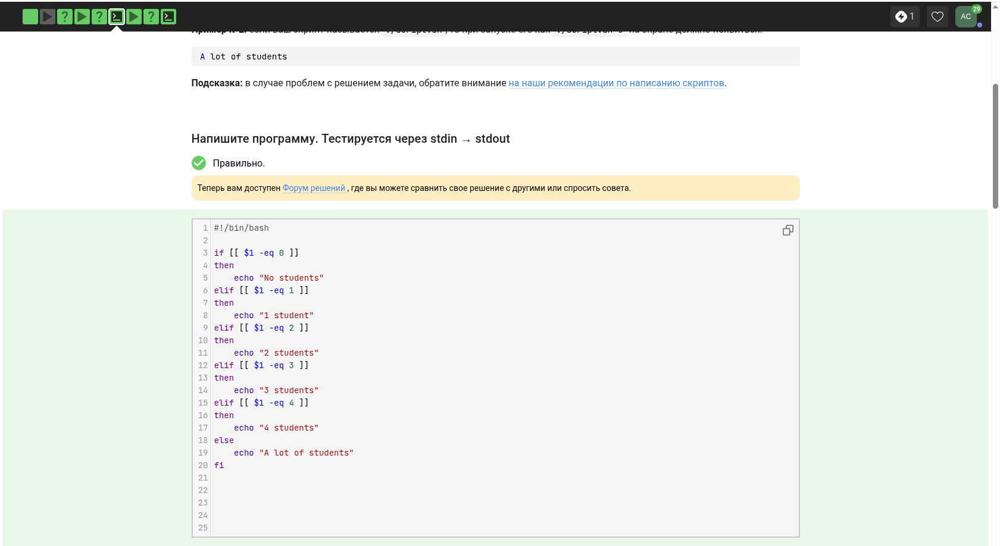 1
AC
29
A lot of students
Подсказка: в случае проблем с решением задачи, обратите внимание на наши рекомендации по написанию скриптов.
Напишите программу. Тестируется через stdin → stdout
Правильно.
Теперь вам доступен Форум решений , где вы можете сравнить свое решение с другими или спросить совета.
1 #!/bin/bash
2
3 if [[ $1 -eq 0 ]]
4 then
5     echo "No students"
6 elif [[ $1 -eq 1 ]]
7 then
8     echo "1 student"
9 elif [[ $1 -eq 2 ]]
10 then
11     echo "2 students"
12 elif [[ $1 -eq 3 ]]
13 then
14     echo "3 students"
15 elif [[ $1 -eq 4 ]]
16 then
17     echo "4 students"
18 else
19     echo "A lot of students"
20 fi
21
22
23
24
25